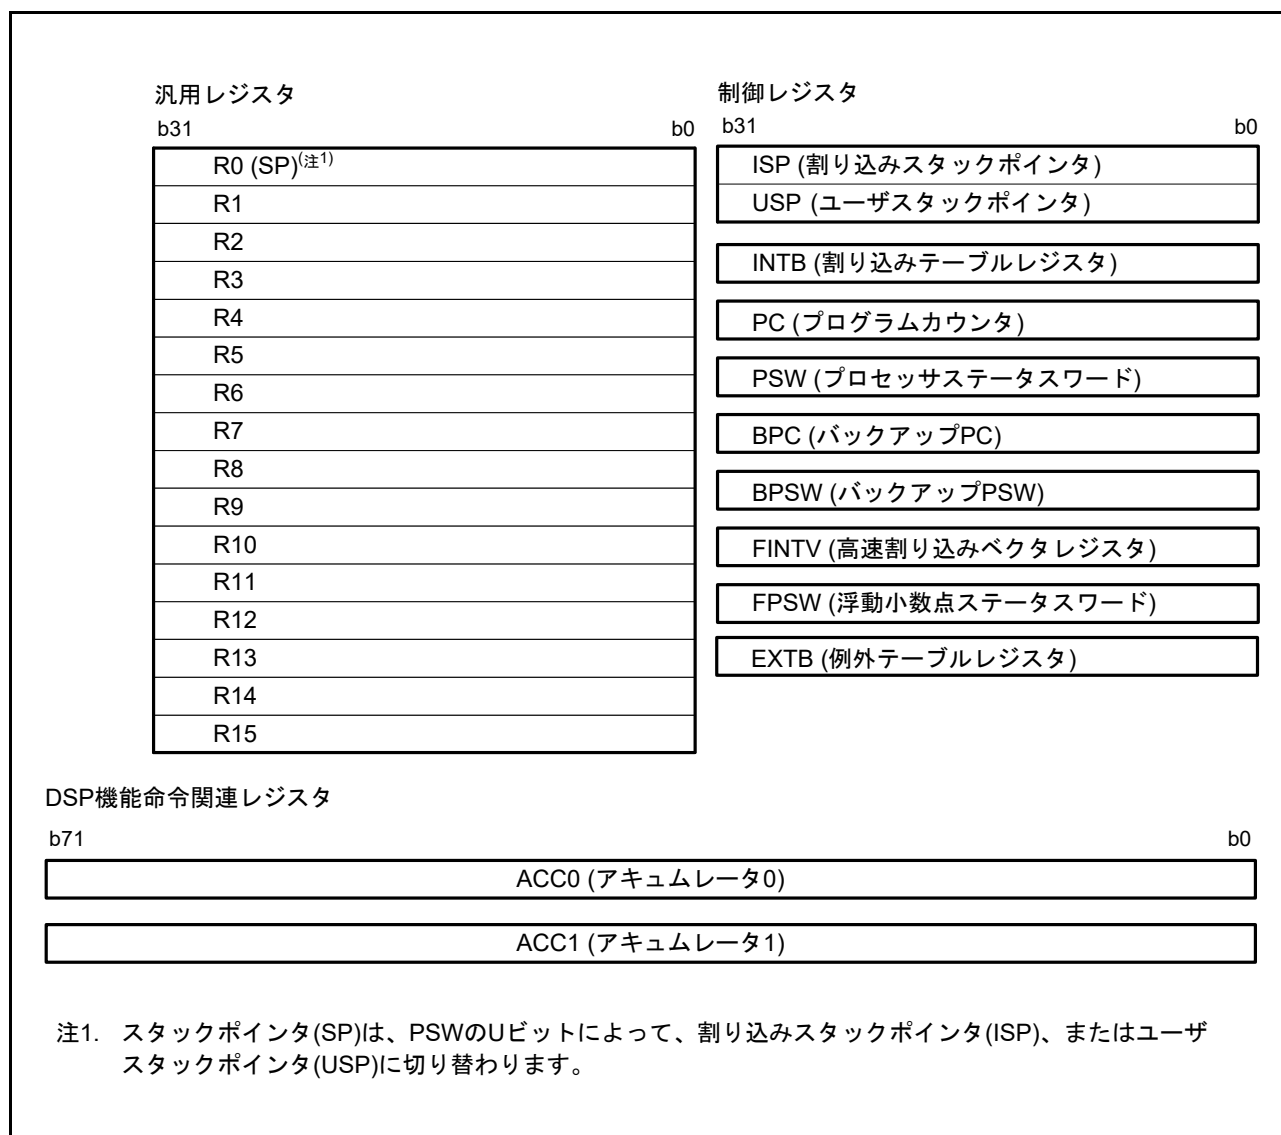 汎用レジスタ
b31 b0
R0 (SP)(注1)
R1
R2
R3
R4
R5
R6
R7
R8
R9
R10
R11
R12
R13
R14
R15
制御レジスタ
b31 b0
ISP (割り込みスタックポインタ)
USP (ユーザスタックポインタ)
INTB (割り込みテーブルレジスタ)
PC (プログラムカウンタ)
PSW (プロセッサステータスワード)
BPC (バックアップPC)
BPSW (バックアップPSW)
FINTV (高速割り込みベクタレジスタ)
FPSW (浮動小数点ステータスワード)
EXTB (例外テーブルレジスタ)
DSP機能命令関連レジスタ
b71 b0
ACC0 (アキュムレータ0)
ACC1 (アキュムレータ1)
注1. スタックポインタ(SP)は、PSWのUビットによって、割り込みスタックポインタ(ISP)、またはユーザ
スタックポインタ(USP)に切り替わります。